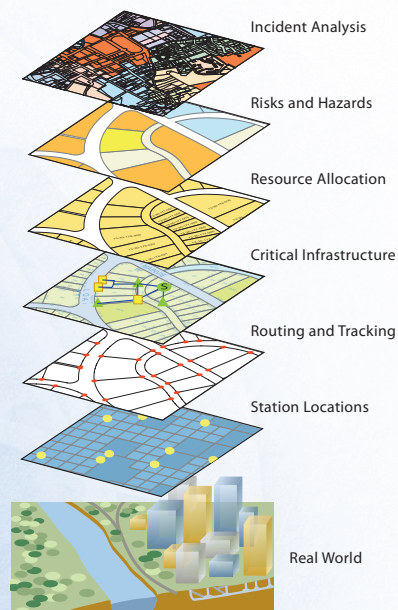 Incident Analysis
Risks and Hazards
Resource Allocation
Critical Infrastructure
S
Routing and Tracking
Station Locations
Real World